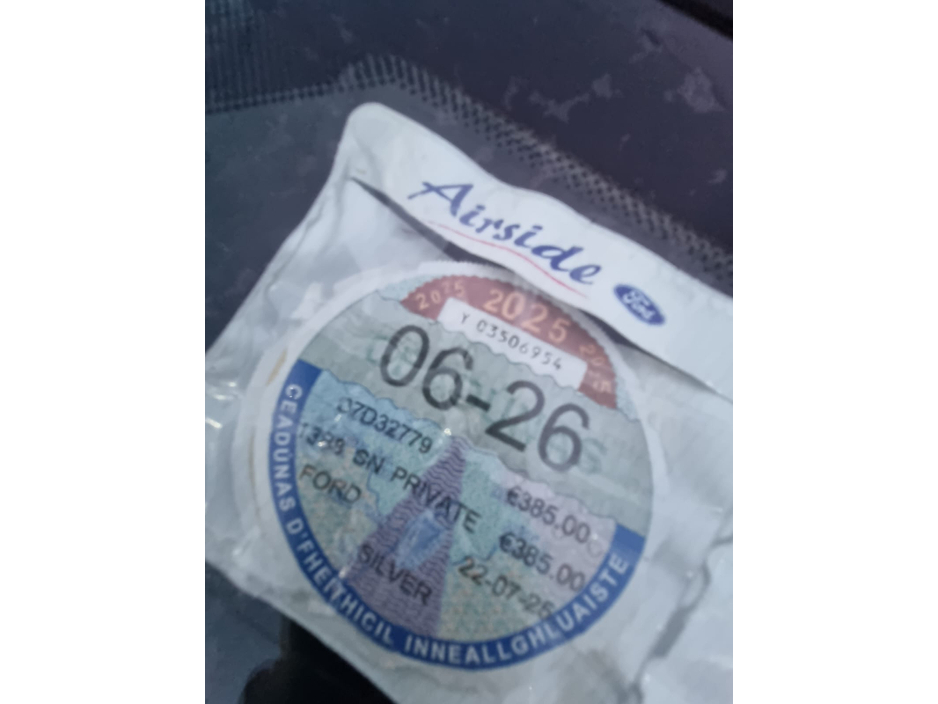 Airside
Ford
2025 2025 2025
Y 03506954
06-26
07D32779
€385.00
1388 SN PRIVATE
€385.00
FORD
22-07-25
SILVER
CEADUNAS D'FHEITHICIL INNEALLGHLUAISTE